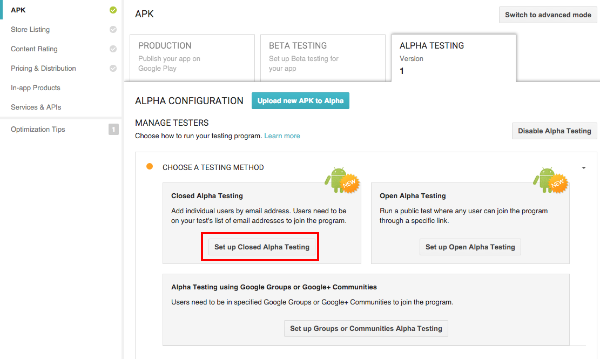 APK
Store Listing
Content Rating
Pricing & Distribution
In-app Products
Services & APIs
Optimization Tips 1
APK
Switch to advanced mode
PRODUCTION
Publish your app on
Google Play
BETA TESTING
Set up Beta testing for
your app
ALPHA TESTING
Version
1
ALPHA CONFIGURATION
Upload new APK to Alpha
MANAGE TESTERS
Choose how to run your testing program. Learn more
Disable Alpha Testing
CHOOSE A TESTING METHOD
NEW
Closed Alpha Testing
Add individual users by email address. Users need to be
on your test's list of email addresses to join the program.
Set up Closed Alpha Testing
NEW
Open Alpha Testing
Run a public test where any user can join the program
through a specific link.
Set up Open Alpha Testing
Alpha Testing using Google Groups or Google+ Communities
Users need to be in specified Google Groups or Google+ Communities to join the program.
Set up Groups or Communities Alpha Testing